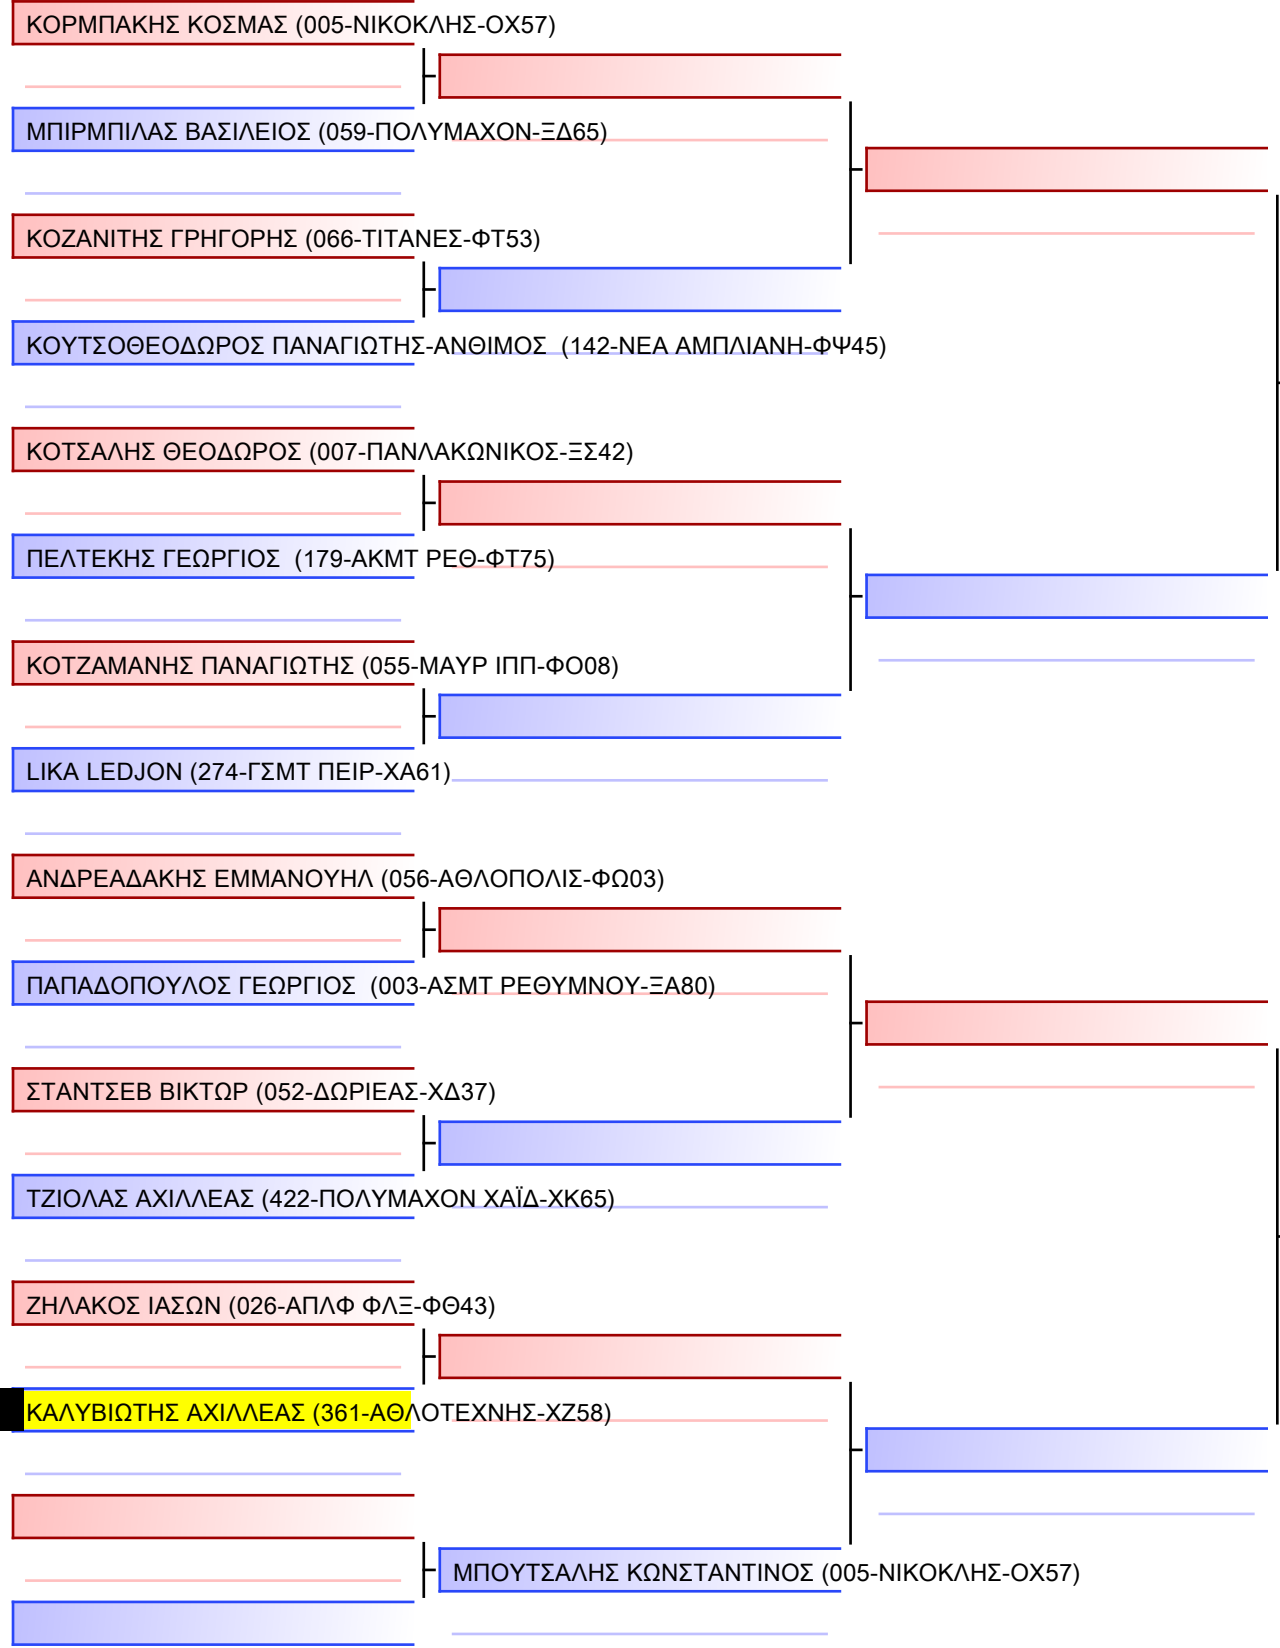 ΚΟΡΜΠΑΚΗΣ ΚΟΣΜΑΣ (005-ΝΙΚΟΚΛΗΣ-ΟΧ57)
ΜΠΙΡΜΠΙΛΑΣ ΒΑΣΙΛΕΙΟΣ (059-ΠΟΛΥΜΑΧΟΝ-ΞΔ65)
ΚΟΖΑΝΙΤΗΣ ΓΡΗΓΟΡΗΣ (066-ΤΙΤΑΝΕΣ-ΦΤ53)
ΚΟΥΤΣΟΘΕΟΔΩΡΟΣ ΠΑΝΑΓΙΩΤΗΣ-ΑΝΘΙΜΟΣ (142-ΝΕΑ ΑΜΠΛΙΑΝΗ-ΦΨ45)
ΚΟΤΣΑΛΗΣ ΘΕΟΔΩΡΟΣ (007-ΠΑΝΛΑΚΩΝΙΚΟΣ-ΞΣ42)
ΠΕΛΤΕΚΗΣ ΓΕΩΡΓΙΟΣ (179-ΑΚΜΤ ΡΕΘ-ΦΤ75)
ΚΟΤΖΑΜΑΝΗΣ ΠΑΝΑΓΙΩΤΗΣ (055-ΜΑΥΡ ΙΠΠ-ΦΟ08)
LIKA LEDJON (274-ΓΣΜΤ ΠΕΙΡ-ΧΑ61)
ΑΝΔΡΕΑΔΑΚΗΣ ΕΜΜΑΝΟΥΗΛ (056-ΑΘΛΟΠΟΛΙΣ-ΦΩ03)
ΠΑΠΑΔΟΠΟΥΛΟΣ ΓΕΩΡΓΙΟΣ (003-ΑΣΜΤ ΡΕΘΥΜΝΟΥ-ΞΑ80)
ΣΤΑΝΤΣΕΒ ΒΙΚΤΩΡ (052-ΔΩΡΙΕΑΣ-ΧΔ37)
ΤΖΙΟΛΑΣ ΑΧΙΛΛΕΑΣ (422-ΠΟΛΥΜΑΧΟΝ ΧΑΪΔ-ΧΚ65)
ΖΗΛΑΚΟΣ ΙΑΣΩΝ (026-ΑΠΛΦ ΦΛΞ-ΦΘ43)
ΚΑΛΥΒΙΩΤΗΣ ΑΧΙΛΛΕΑΣ (361-ΑΘΛΟΤΕΧΝΗΣ-ΧΖ58)
ΜΠΟΥΤΣΑΛΗΣ ΚΩΝΣΤΑΝΤΙΝΟΣ (005-ΝΙΚΟΚΛΗΣ-ΟΧ57)